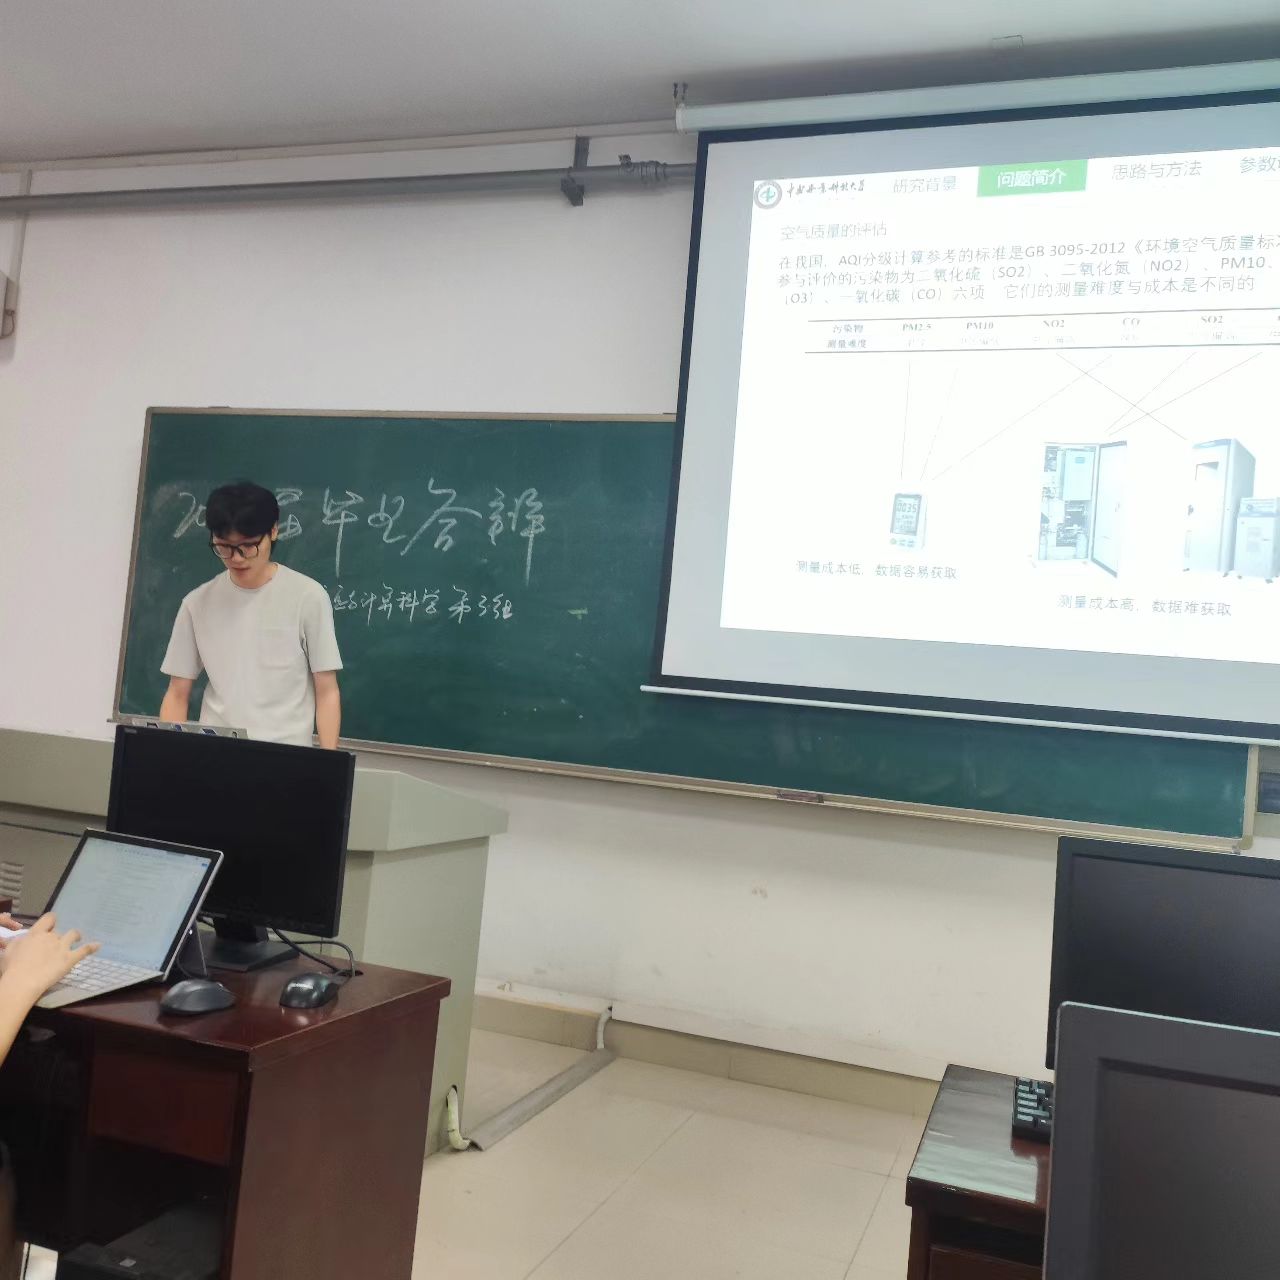 研究背景 问题简介 思路与方法 参数
空气质量的评估
在我国，AQI分级计算参考的标准是GB 3095-2012《环境空气质量标
参与评价的污染物为二氧化硫（SO2）、二氧化氮（NO2）、PM10、
（O3）、一氧化碳（CO）六项 它们的测量难度与成本是不同的
污染物 PM2.5 PM10 NO2 CO SO2
测量难度
测量成本低，数据容易获取
测量成本高，数据难获取
届毕业答辩
计算科学第3组